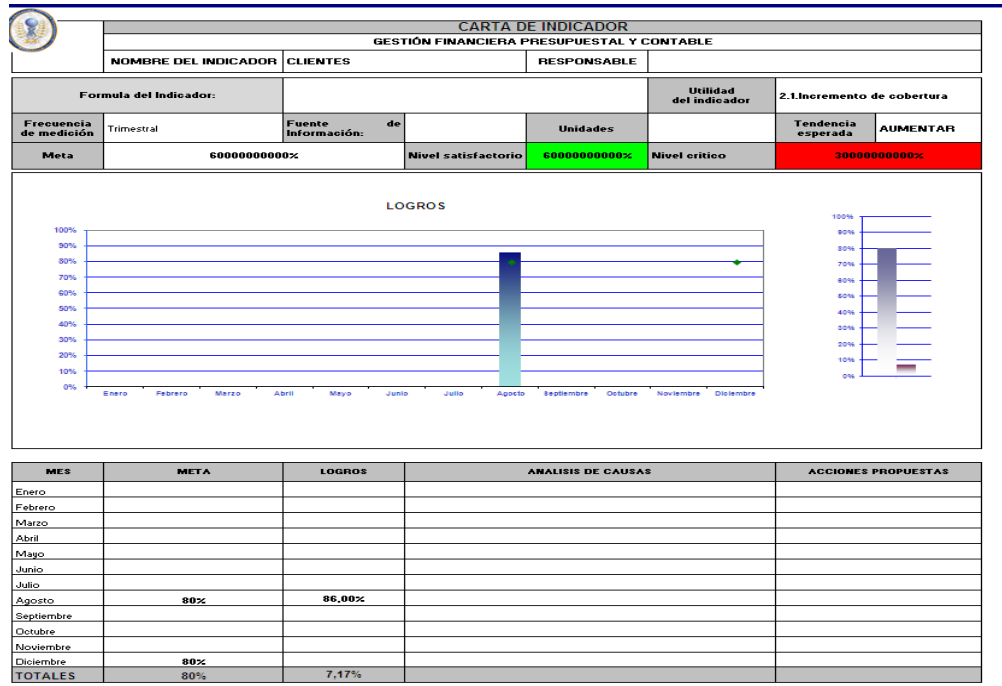 CARTA DE INDICADOR
GESTIÓN FINANCIERA PRESUPUESTAL Y CONTABLE
NOMBRE DEL INDICADOR CLIENTES RESPONSABLE
Formula del Indicador: Utilidad del indicador 2.1.Incremento de cobertura
Frecuencia de medición Trimestral Fuente de Información: Unidades Tendencia esperada AUMENTAR
Meta 60000000000% Nivel satisfactorio 60000000000% Nivel critico 30000000000%
LOGROS
100%
90%
80%
70%
60%
50%
40%
30%
20%
10%
0%
Enero Febrero Marzo Abril Mayo Junio Julio Agosto Septiembre Octubre Noviembre Diciembre
100%
90%
80%
70%
60%
50%
40%
30%
20%
10%
0%
MES META LOGROS ANALISIS DE CAUSAS ACCIONES PROPUESTAS
Enero
Febrero
Marzo
Abril
Mayo
Junio
Julio
Agosto 80% 86,00%
Septiembre
Octubre
Noviembre
Diciembre 80%
TOTALES 80% 7,17%